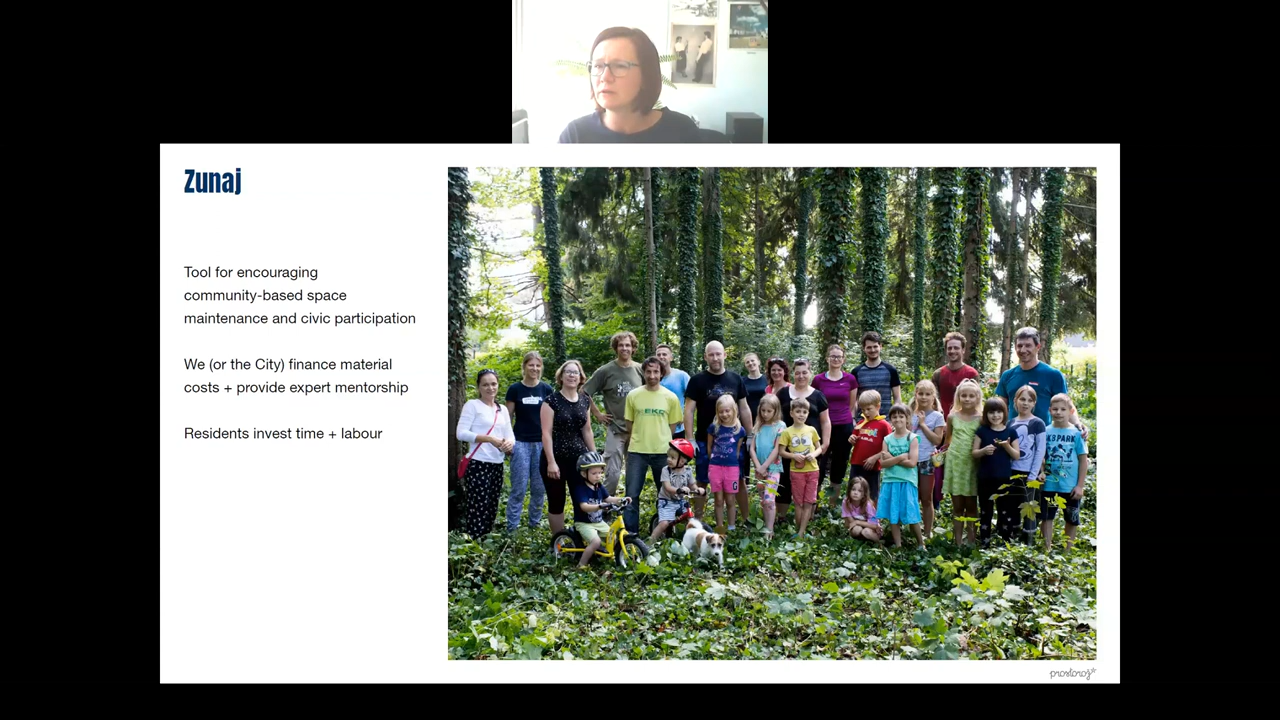 Zunaj
Tool for encouraging
community-based space
maintenance and civic participation
We (or the City) finance material
costs + provide expert mentorship
Residents invest time + labour
prostorož*